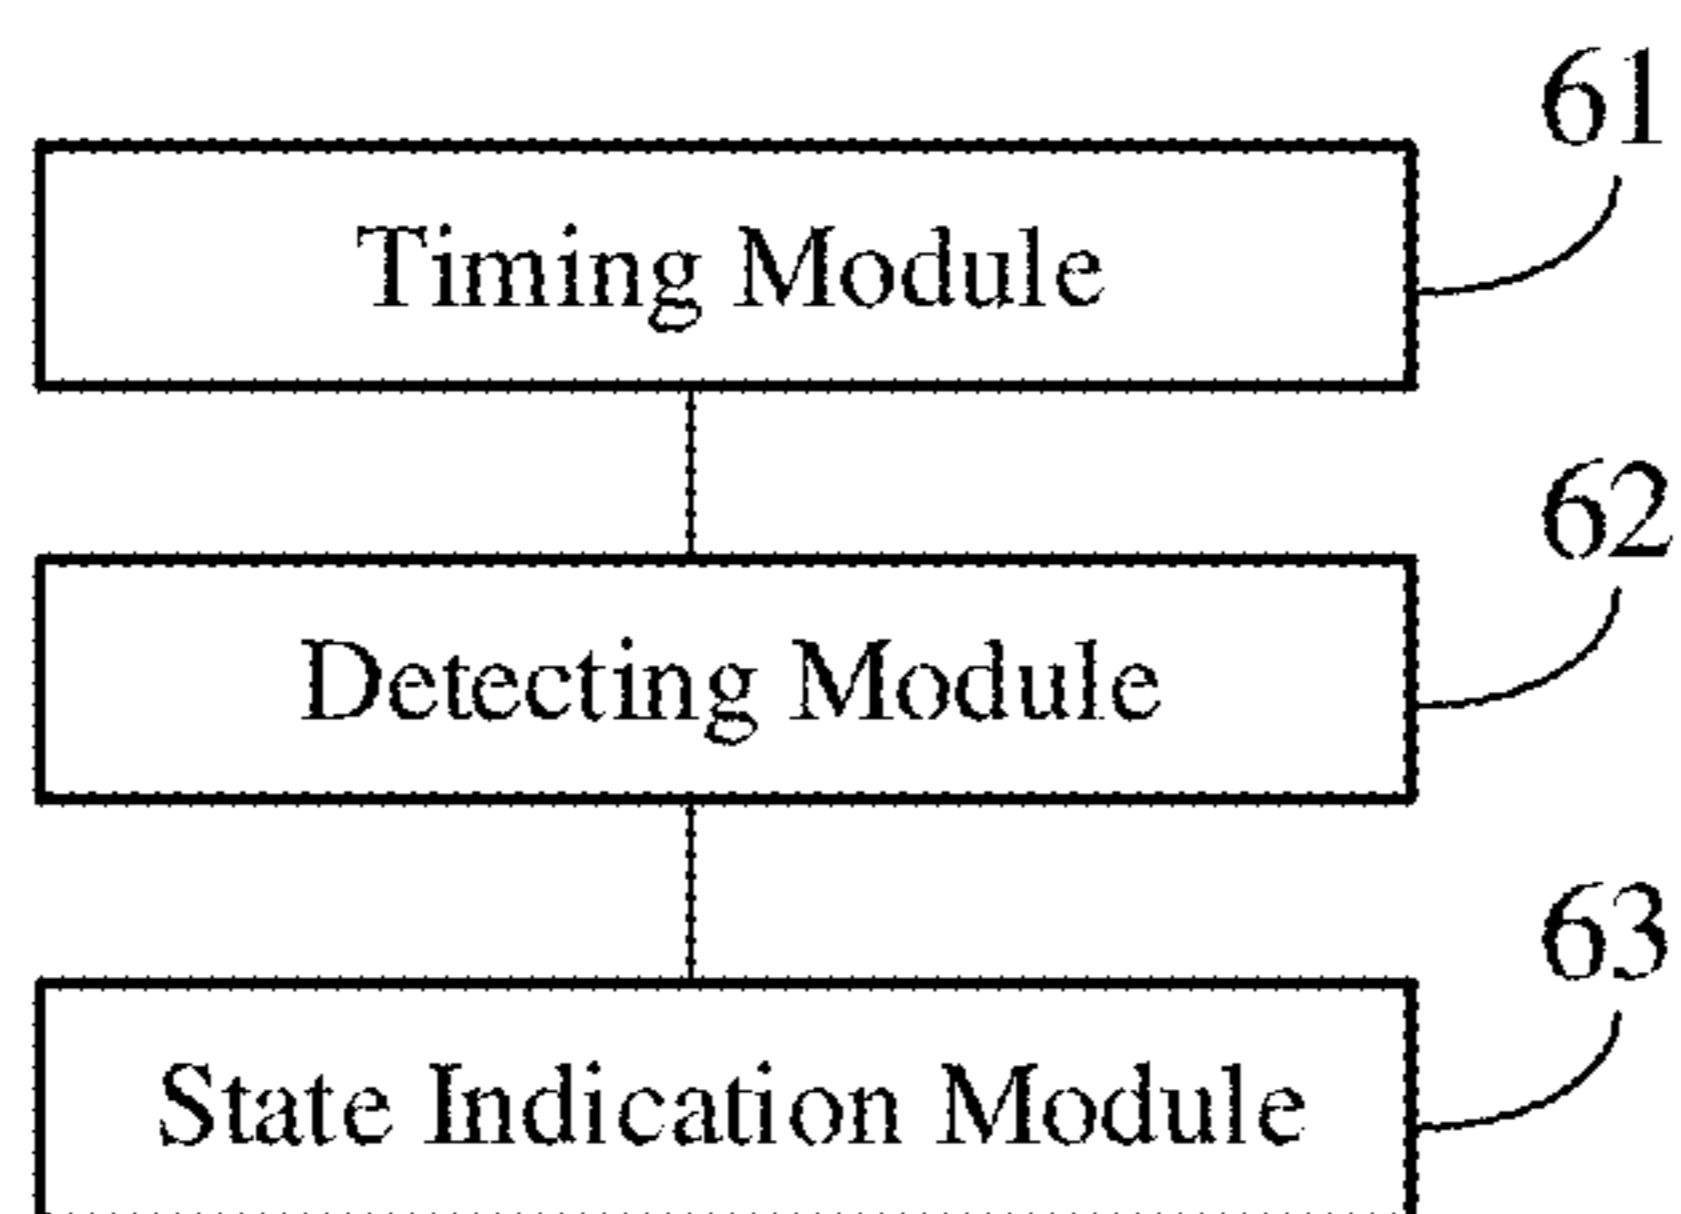 61
Timing Module
62
Detecting Module
63
State Indication Module